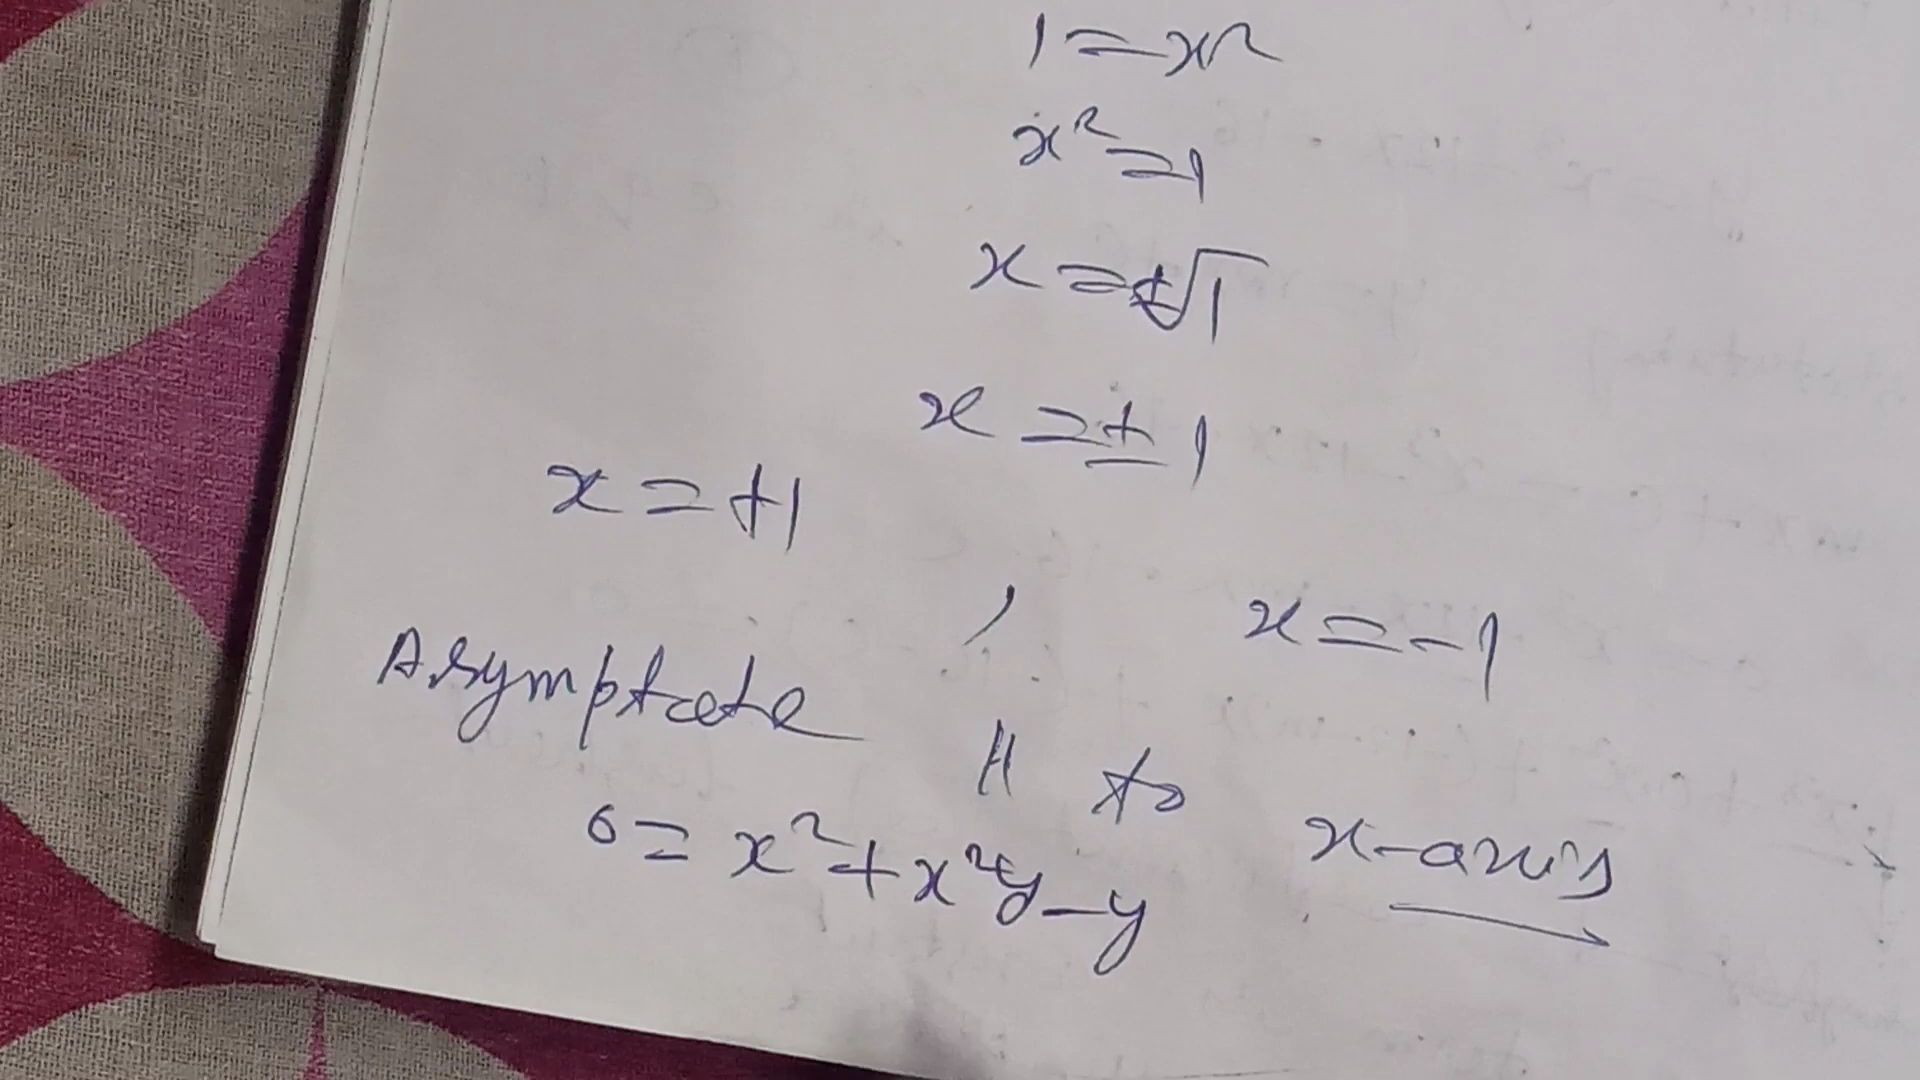 1 = x²
x² = 1
x = ±√1
x = ± 1
x = +1 , x = -1
Asymptote || to x-axis
0 = x² + x²y - y